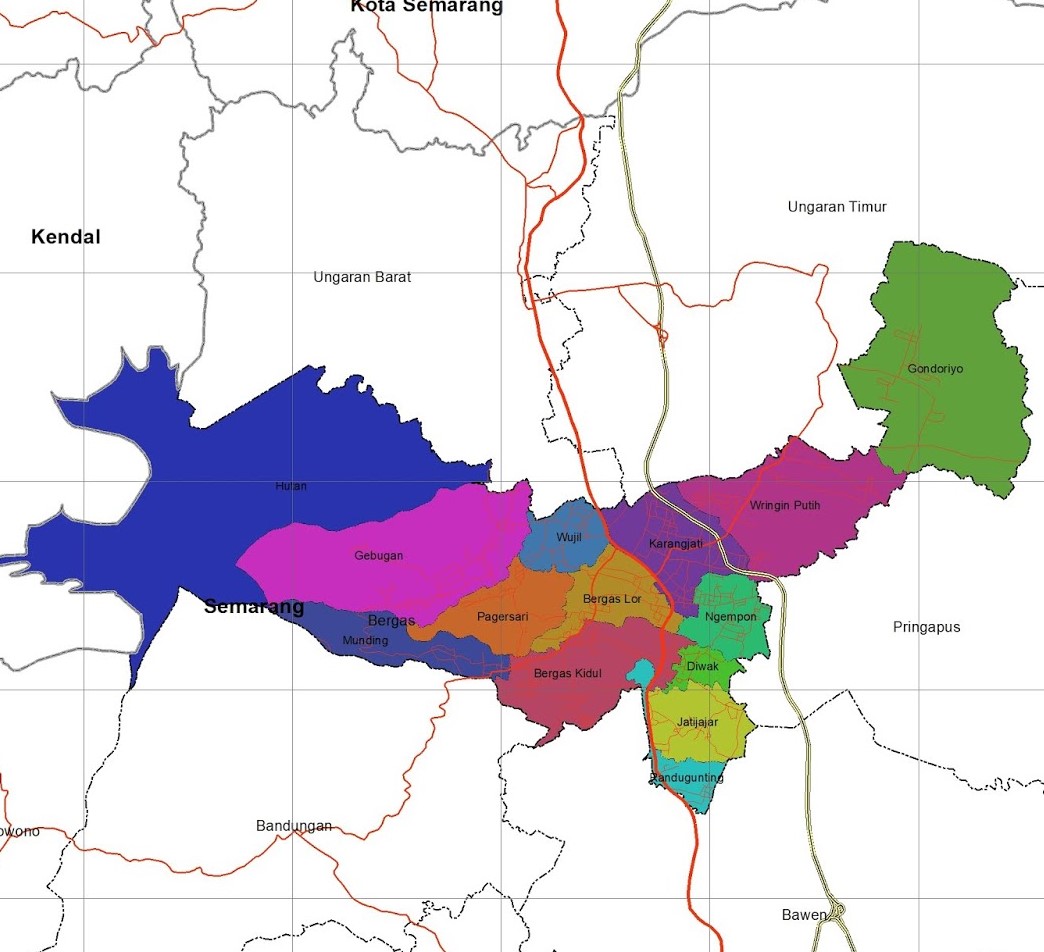 Kota Semarang
Ungaran Timur
Kendal
Ungaran Barat
Gondoriyo
Hutan
Wringin Putih
Wujil
Karangjati
Gebugan
Bergas Lor
Semarang
Pagersari
Ngempon
Bergas
Pringapus
Munding
Diwak
Bergas Kidul
Jatijajar
Pandugunting
Bandungan
owono
Bawen